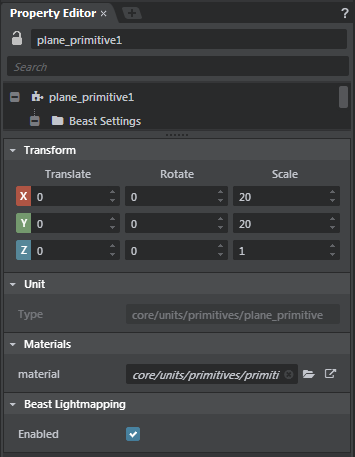 Property Editor × +
?
plane_primitive1
Search
plane_primitive1
Beast Settings
Transform
Translate Rotate Scale
X 0 0 20
Y 0 0 20
Z 0 0 1
Unit
Type core/units/primitives/plane_primitive
Materials
material core/units/primitives/primiti
Beast Lightmapping
Enabled